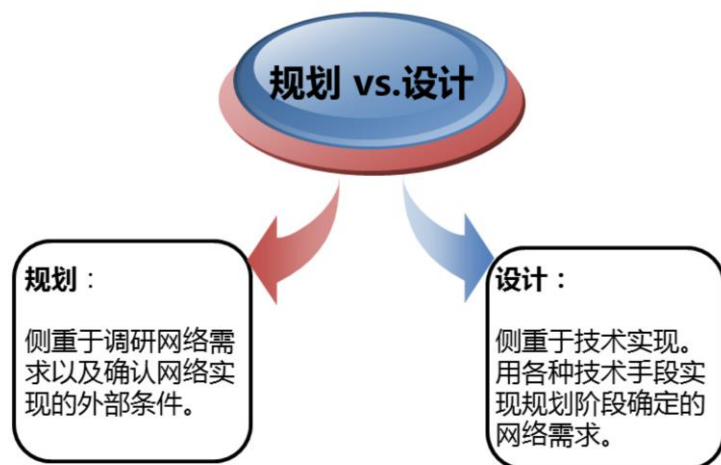 规划 vs.设计
规划：
侧重于调研网络需
求以及确认网络实
现的外部条件。
设计：
侧重于技术实现。
用各种技术手段实
现规划阶段确定的
网络需求。